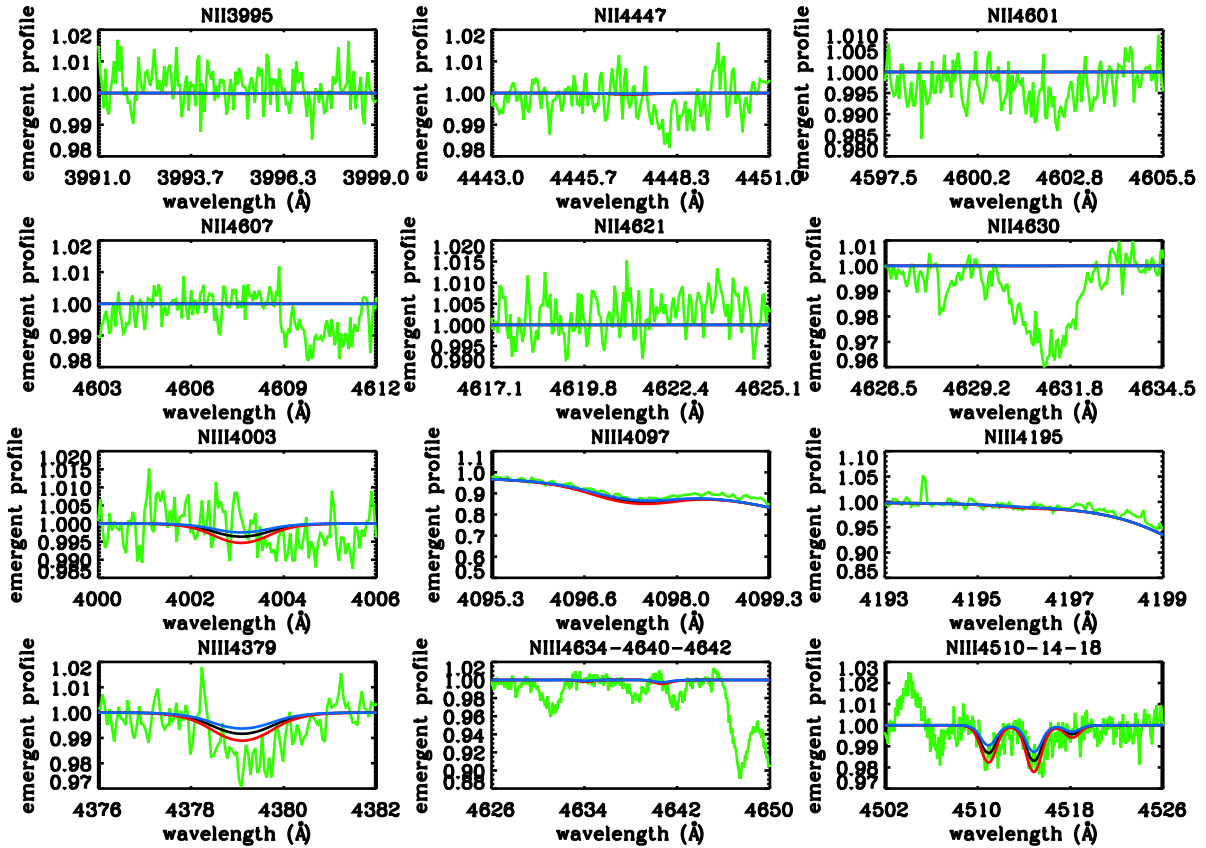 NII3995 NII4447 NII4601
emergent profile 1.02 1.01 1.00 0.99 0.98
emergent profile 1.02 1.01 1.00 0.99 0.98
emergent profile 1.010 1.005 1.000 0.995 0.990 0.985 0.980
3991.0 3993.7 3996.3 3999.0
4443.0 4445.7 4448.3 4451.0
4597.5 4600.2 4602.8 4605.5
wavelength (Å) wavelength (Å) wavelength (Å)
NII4607 NII4621 NII4630
emergent profile 1.02 1.01 1.00 0.99 0.98
emergent profile 1.020 1.015 1.010 1.005 1.000 0.995 0.990
emergent profile 1.01 1.00 0.99 0.98 0.97 0.96
4603 4606 4609 4612
4617.1 4619.8 4622.4 4625.1
4626.5 4629.2 4631.8 4634.5
wavelength (Å) wavelength (Å) wavelength (Å)
NIII4003 NIII4097 NIII4195
emergent profile 1.020 1.015 1.010 1.005 1.000 0.995 0.990 0.985
emergent profile 1.1 1.0 0.9 0.8 0.7 0.6 0.5
emergent profile 1.10 1.05 1.00 0.95 0.90 0.85
4000 4002 4004 4006
4095.3 4096.6 4098.0 4099.3
4193 4195 4197 4199
wavelength (Å) wavelength (Å) wavelength (Å)
NIII4379 NIII4634-4640-4642 NIII4510-14-18
emergent profile 1.02 1.01 1.00 0.99 0.98 0.97
emergent profile 1.02 1.00 0.98 0.96 0.94 0.92 0.90 0.88
emergent profile 1.03 1.02 1.01 1.00 0.99 0.98 0.97
4376 4378 4380 4382
4626 4634 4642 4650
4502 4510 4518 4526
wavelength (Å) wavelength (Å) wavelength (Å)